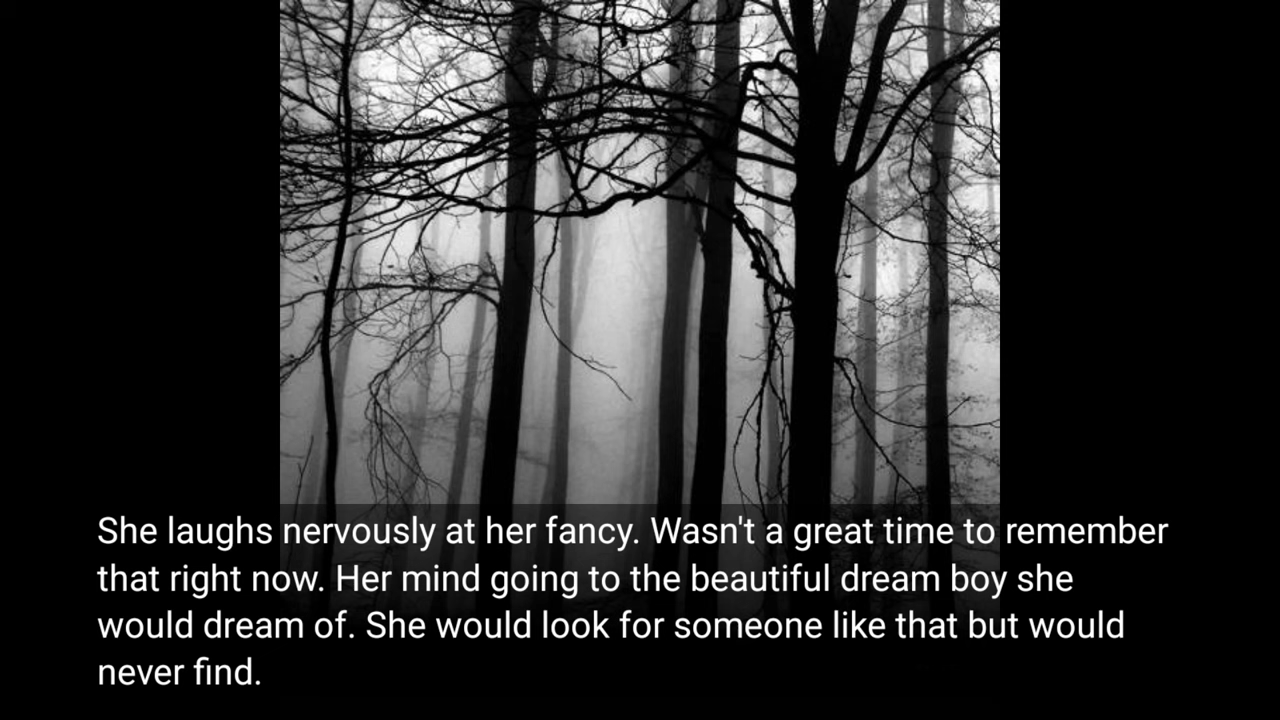 She laughs nervously at her fancy. Wasn't a great time to remember
that right now. Her mind going to the beautiful dream boy she
would dream of. She would look for someone like that but would
never find.